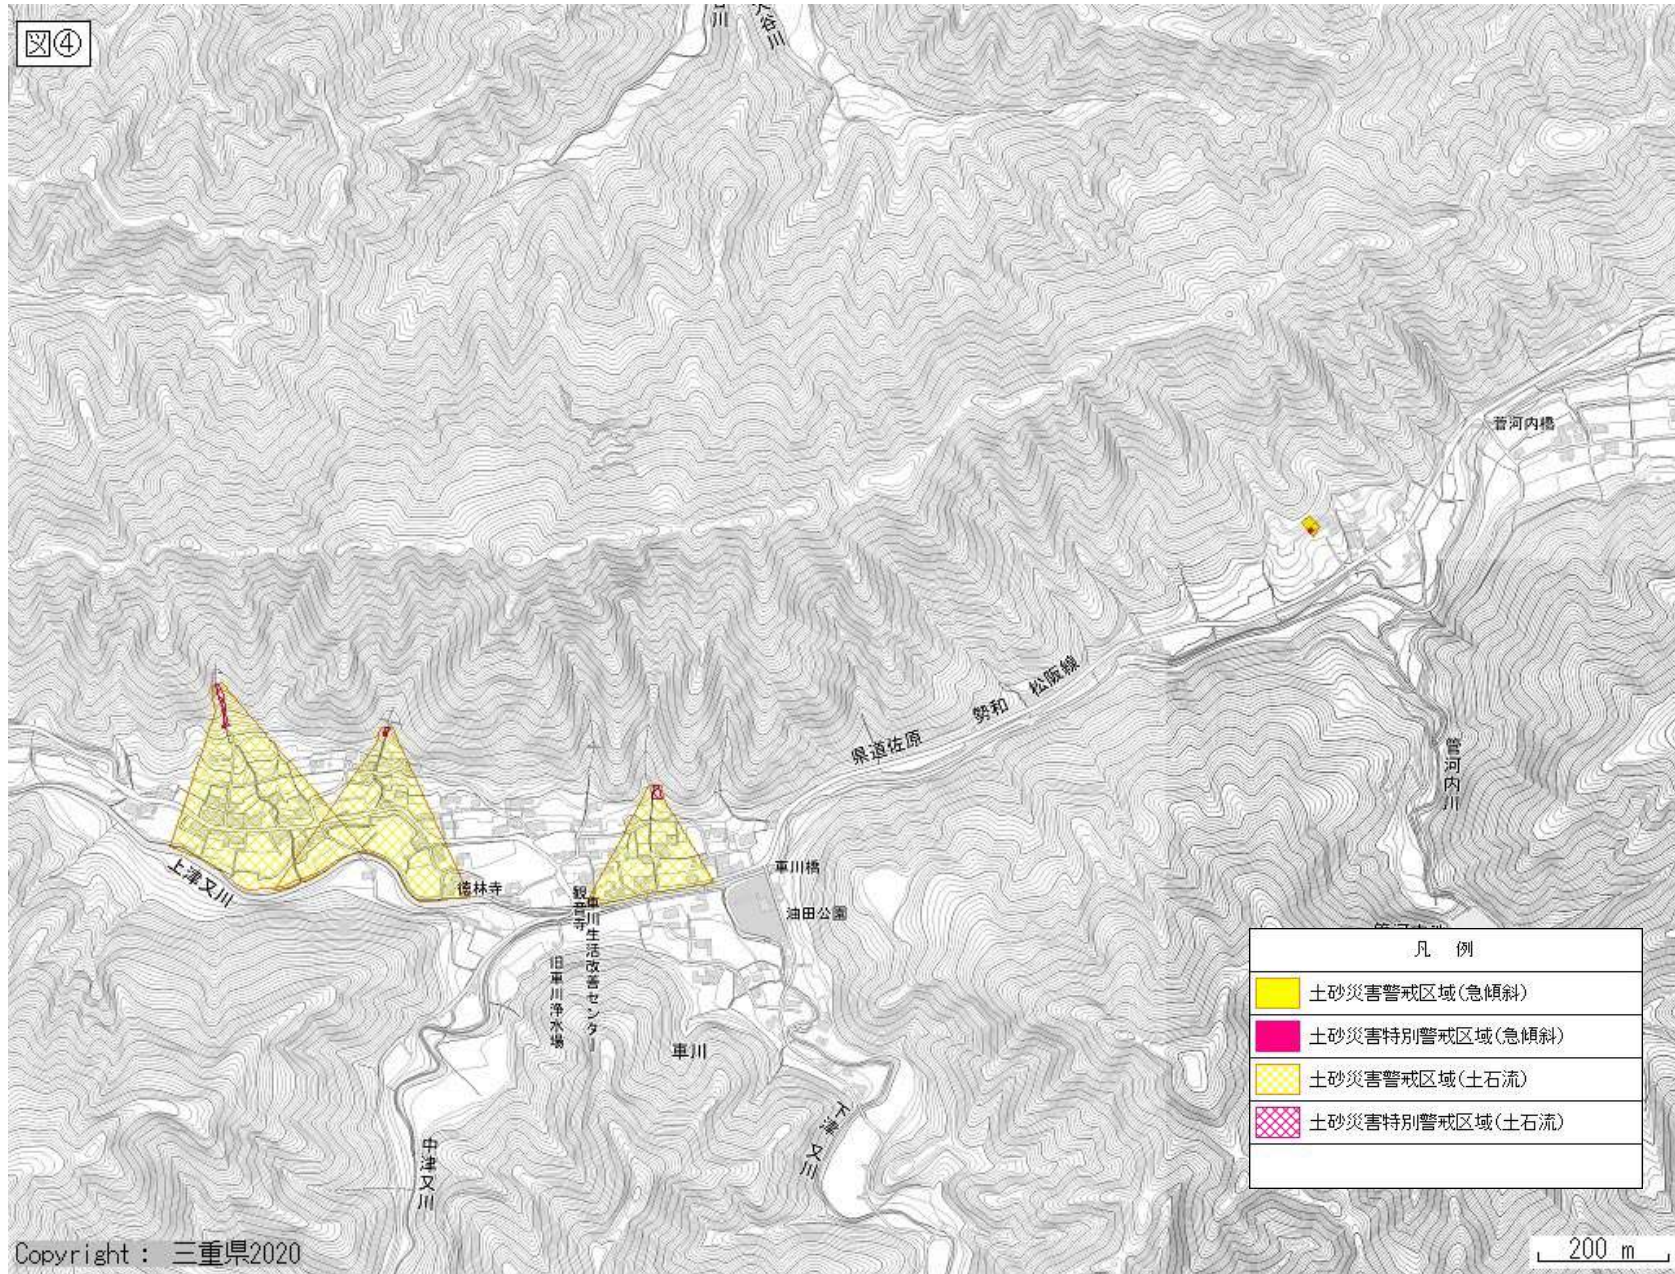 図④
大谷川
菅河内橋
県道佐原
勢和
松阪線
菅河内川
上津又川
徳林寺
観音寺
車川生活改善センター
旧車川浄水場
車川橋
油田公園
車川
中津又川
下津又川
凡 例
土砂災害警戒区域(急傾斜)
土砂災害特別警戒区域(急傾斜)
土砂災害警戒区域(土石流)
土砂災害特別警戒区域(土石流)
Copyright : 三重県2020
200 m